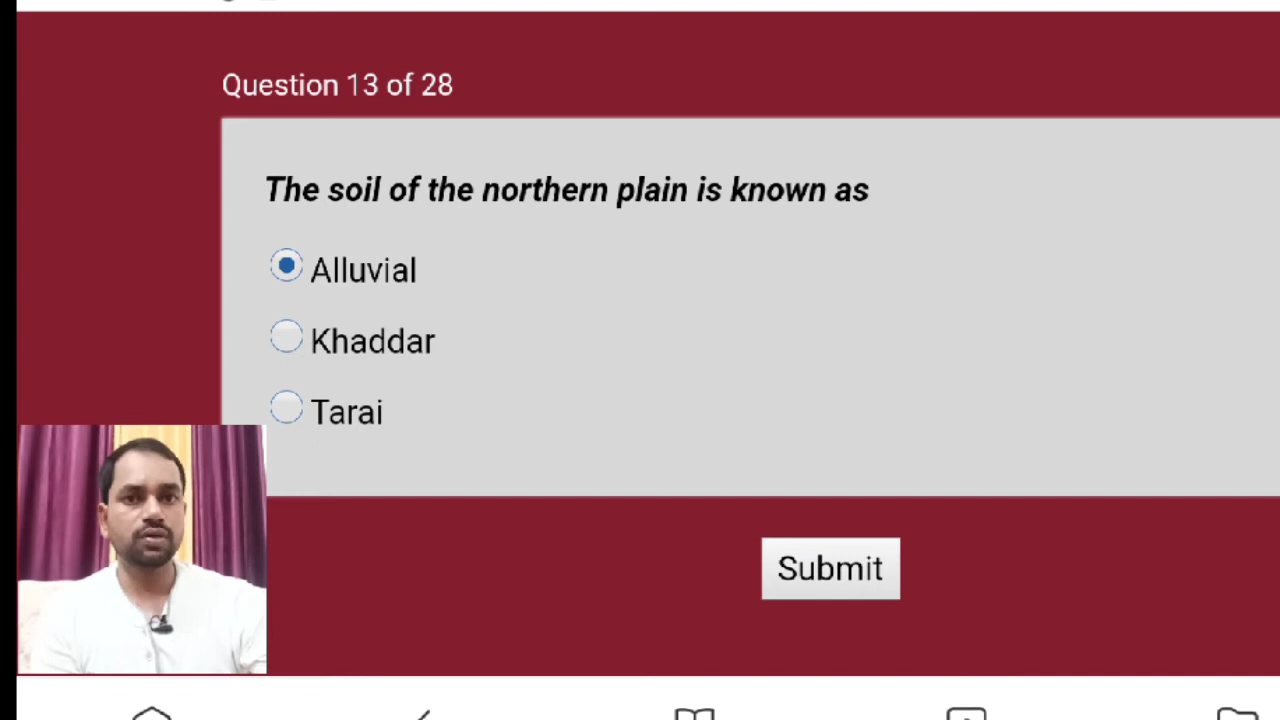 Question 13 of 28
The soil of the northern plain is known as
Alluvial
Khaddar
Tarai
Submit